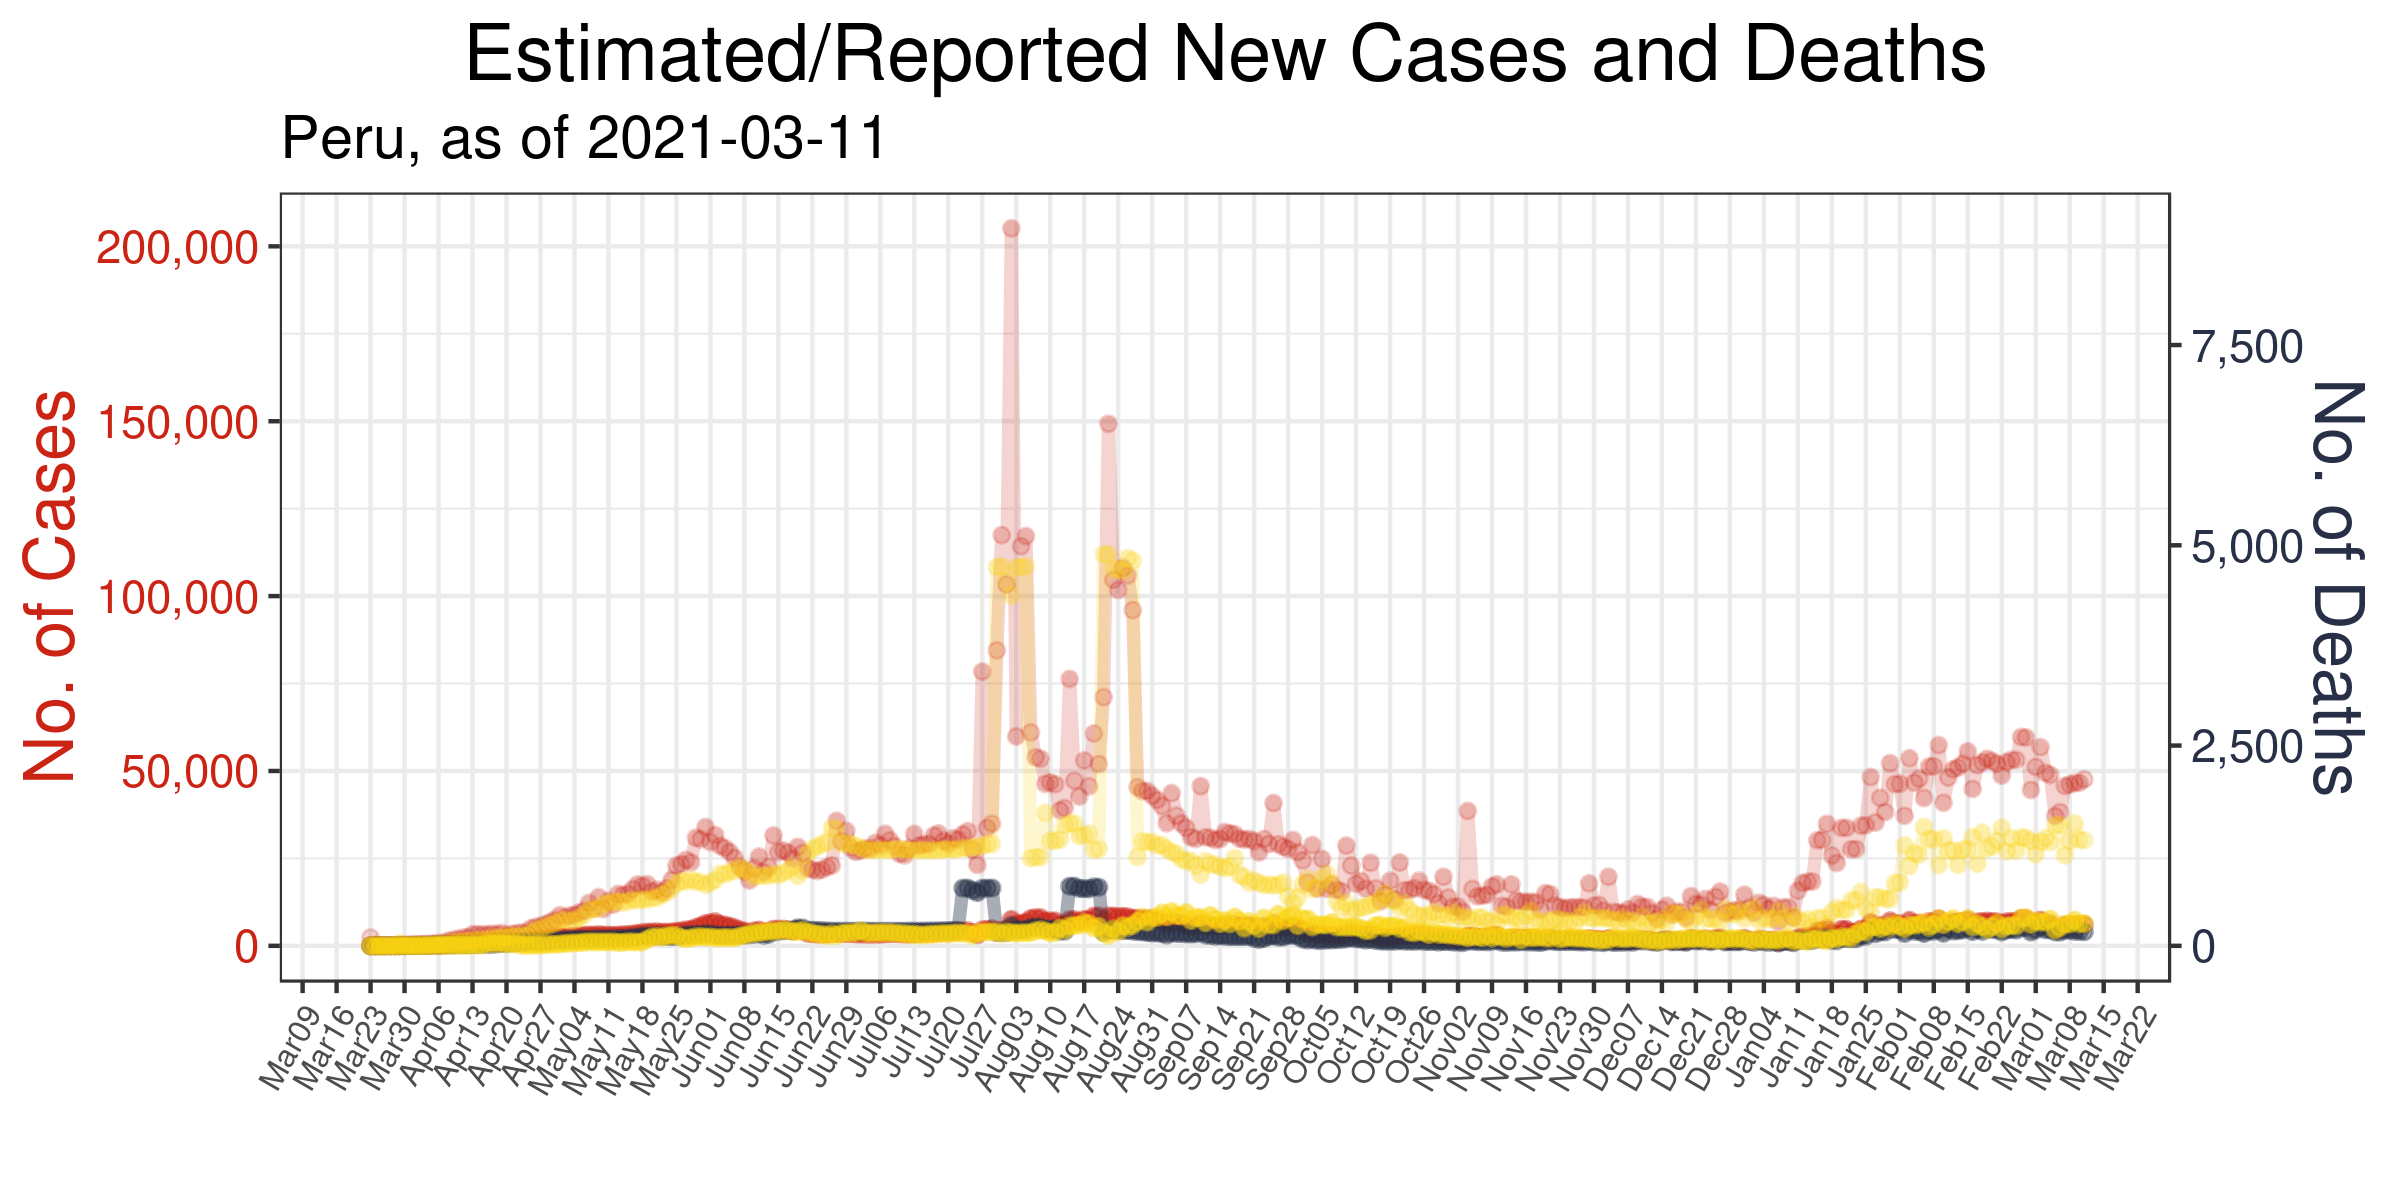 Estimated/Reported New Cases and Deaths
Peru, as of 2021-03-11
No. of Cases
200,000
150,000
100,000
50,000
0
No. of Deaths
7,500
5,000
2,500
0
Mar09
Mar16
Mar23
Mar30
Apr06
Apr13
Apr20
Apr27
May04
May11
May18
May25
Jun01
Jun08
Jun15
Jun22
Jun29
Jul06
Jul13
Jul20
Jul27
Aug03
Aug10
Aug17
Aug24
Aug31
Sep07
Sep14
Sep21
Sep28
Oct05
Oct12
Oct19
Oct26
Nov02
Nov09
Nov16
Nov23
Nov30
Dec07
Dec14
Dec21
Dec28
Jan04
Jan11
Jan18
Jan25
Feb01
Feb08
Feb15
Feb22
Mar01
Mar08
Mar15
Mar22